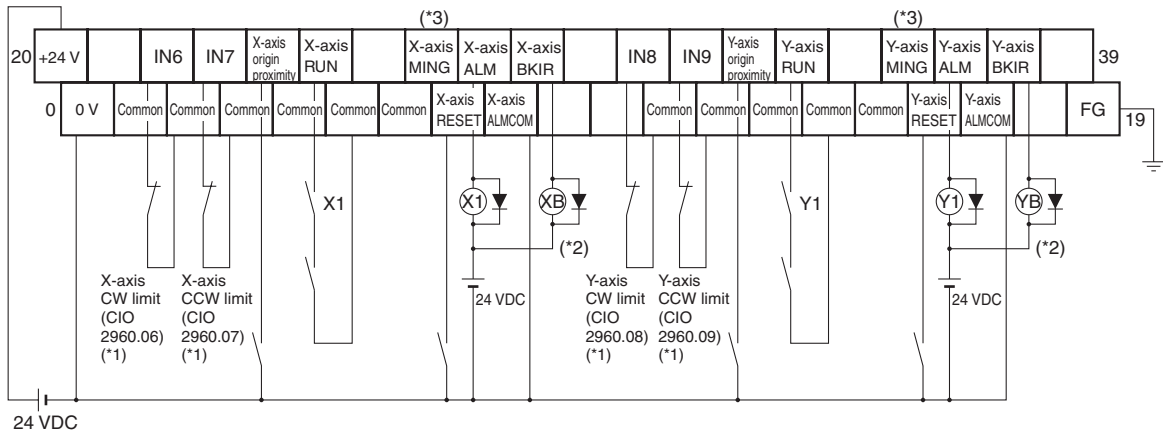 (*3) (*3)
20 +24 V IN6 IN7 X-axis origin proximity X-axis RUN X-axis MING X-axis ALM X-axis BKIR IN8 IN9 Y-axis origin proximity Y-axis RUN Y-axis MING Y-axis ALM Y-axis BKIR 39
0 0 V Common Common Common Common Common Common X-axis RESET X-axis ALMCOM Common Common Common Common Common Y-axis RESET Y-axis ALMCOM FG 19
X1 X1 XB Y1 Y1 YB
(*2) (*2)
X-axis CW limit (CIO 2960.06) (*1)
X-axis CCW limit (CIO 2960.07) (*1)
24 VDC
Y-axis CW limit (CIO 2960.08) (*1)
Y-axis CCW limit (CIO 2960.09) (*1)
24 VDC
24 VDC